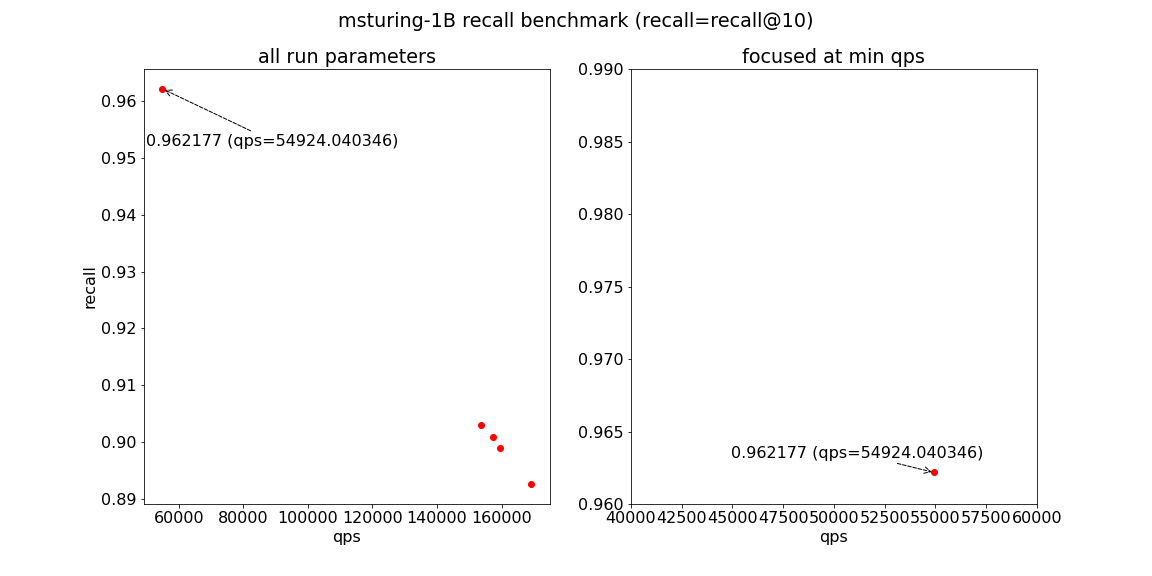 msturing-1B recall benchmark (recall=recall@10)
all run parameters
0.96
0.95
0.94
0.93
0.92
0.91
0.90
0.89
recall
0.962177 (qps=54924.040346)
60000 80000 100000 120000 140000 160000
qps
focused at min qps
0.990
0.985
0.980
0.975
0.970
0.965
0.960
0.962177 (qps=54924.040346)
40000 42500 45000 47500 50000 52500 55000 57500 60000
qps